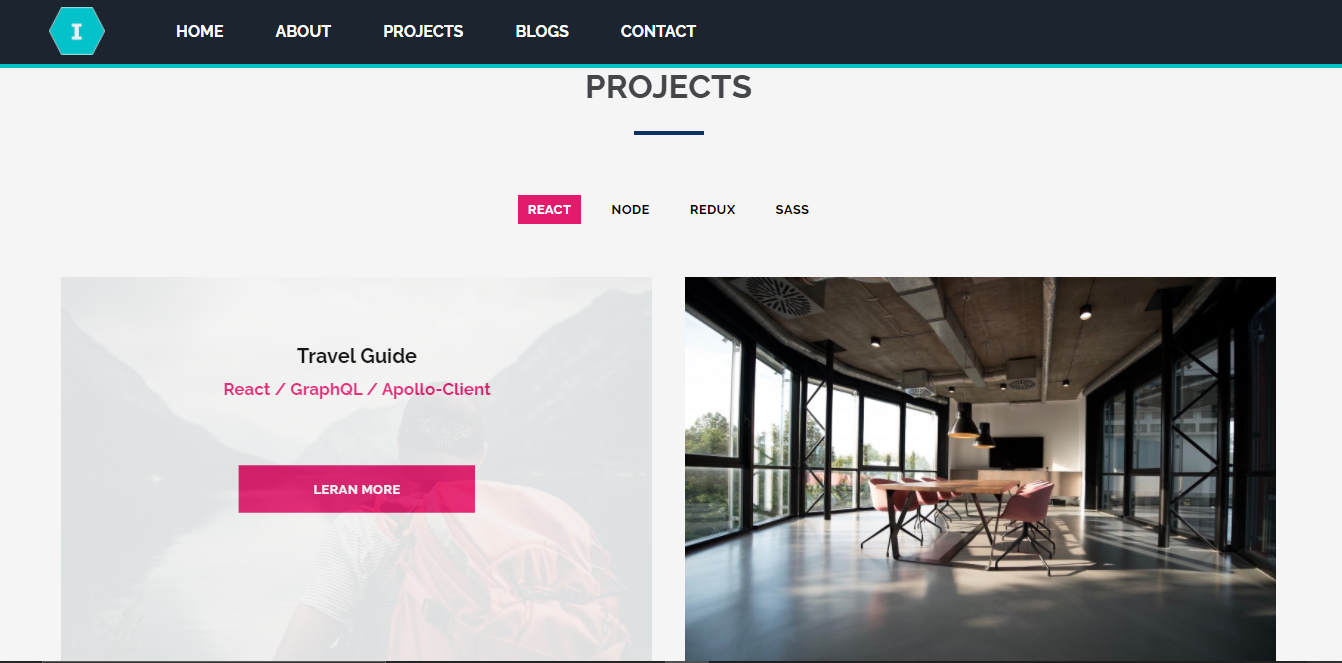 I
HOME ABOUT PROJECTS BLOGS CONTACT
PROJECTS
REACT NODE REDUX SASS
Travel Guide
React / GraphQL / Apollo-Client
LERAN MORE